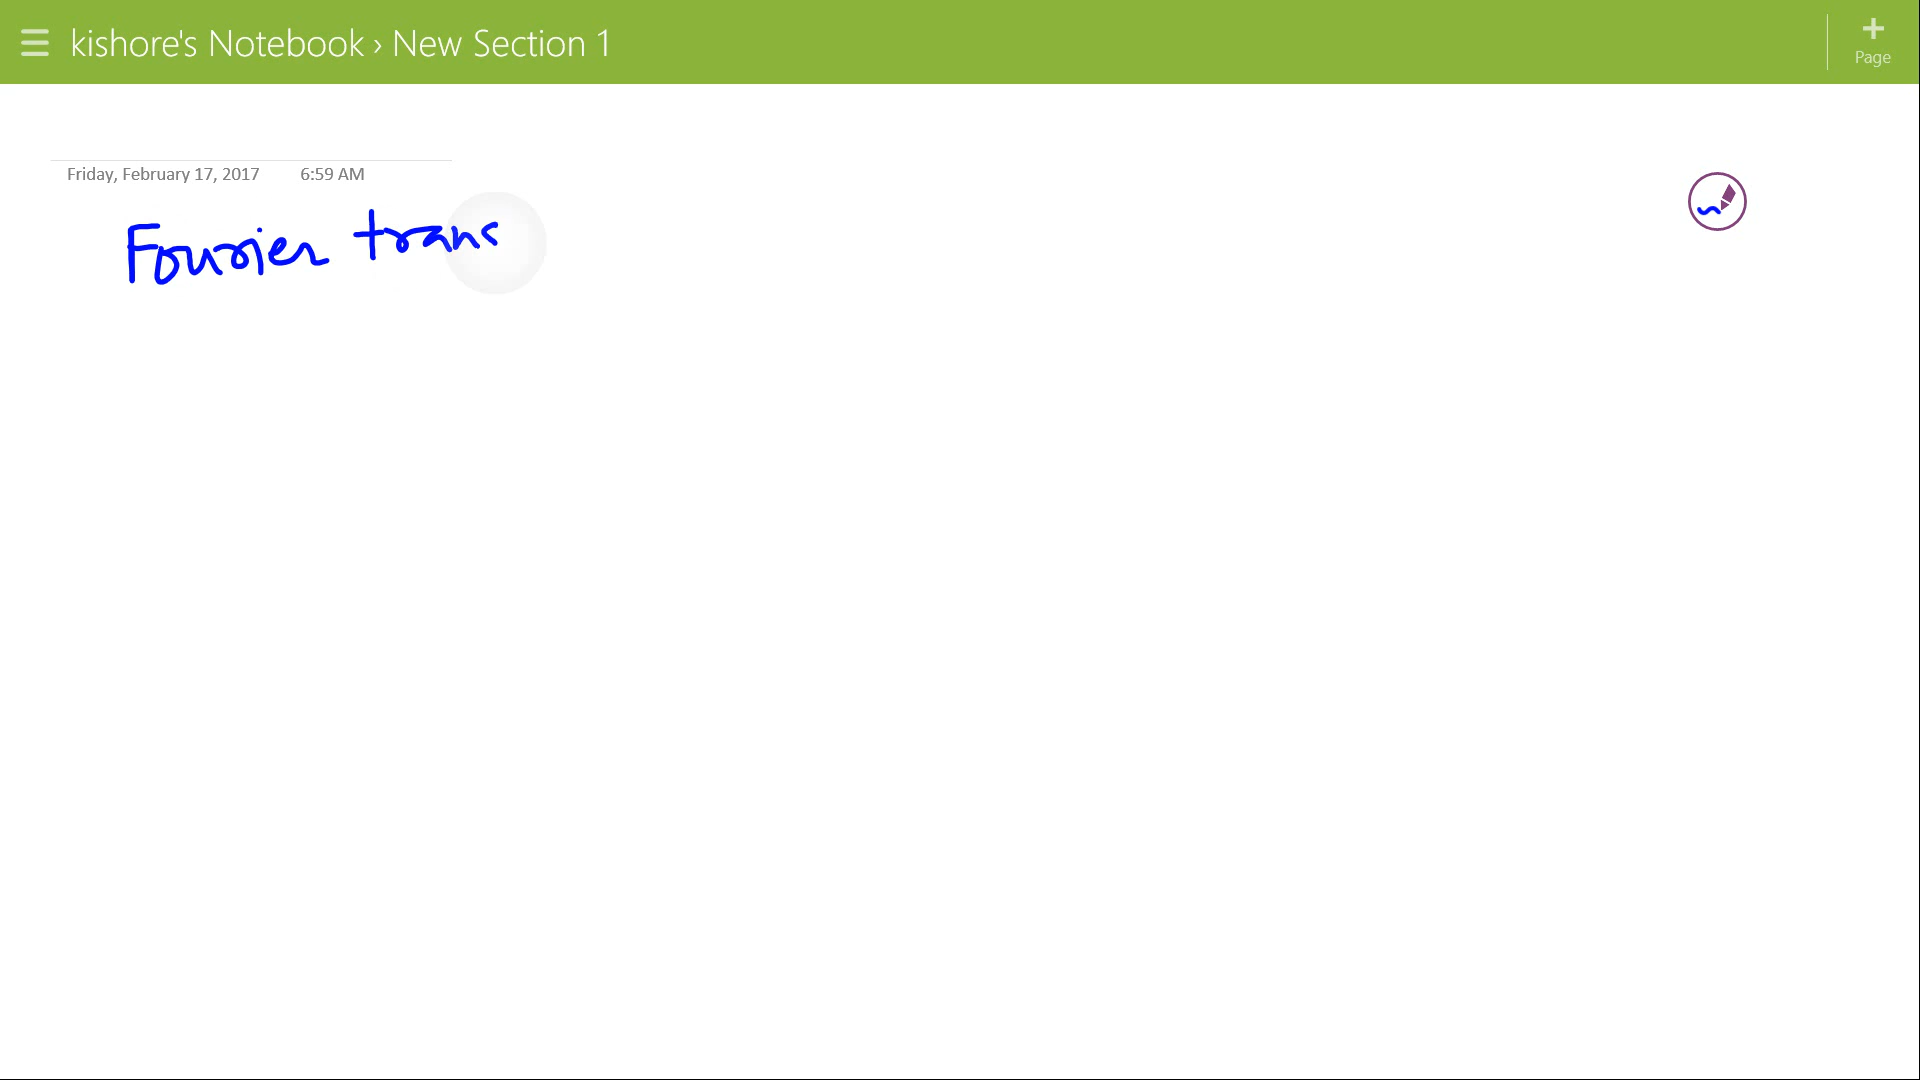 kishore's Notebook › New Section 1
Page
Friday, February 17, 2017 6:59 AM
Fourier trans